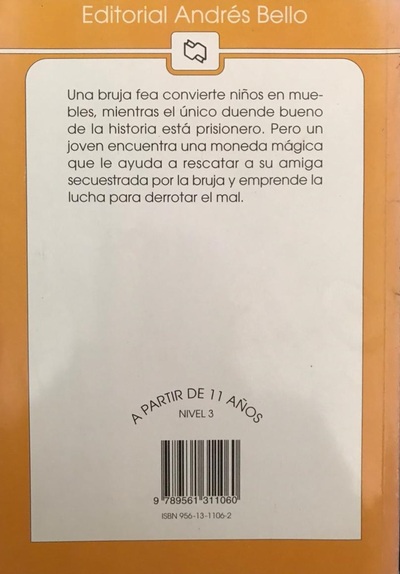 Editorial Andrés Bello
Una bruja fea convierte niños en mue-
bles, mientras el único duende bueno
de la historia está prisionero. Pero un
joven encuentra una moneda mágica
que le ayuda a rescatar a su amiga
secuestrada por la bruja y emprende la
lucha para derrotar el mal.
A PARTIR DE 11 AÑOS
NIVEL 3
9 789561 311060
ISBN 956-13-1106-2